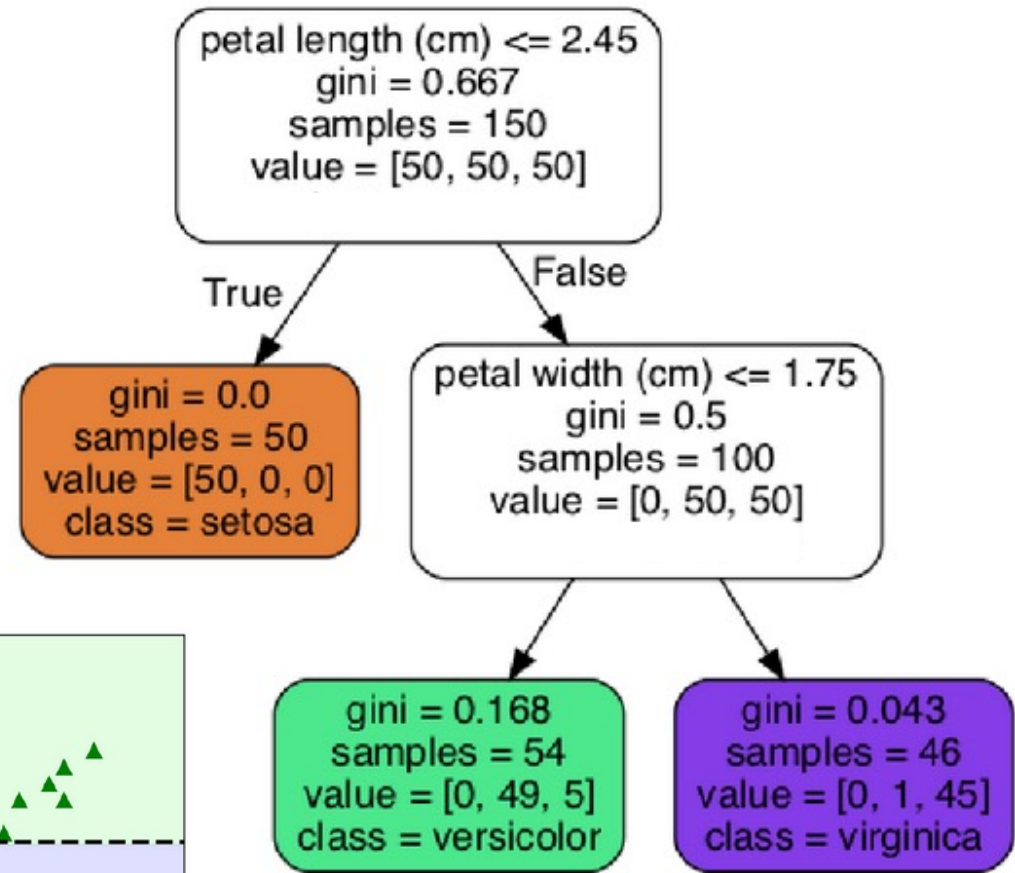 petal length (cm) <= 2.45
gini = 0.667
samples = 150
value = [50, 50, 50]
True
False
gini = 0.0
samples = 50
value = [50, 0, 0]
class = setosa
petal width (cm) <= 1.75
gini = 0.5
samples = 100
value = [0, 50, 50]
gini = 0.168
samples = 54
value = [0, 49, 5]
class = versicolor
gini = 0.043
samples = 46
value = [0, 1, 45]
class = virginica